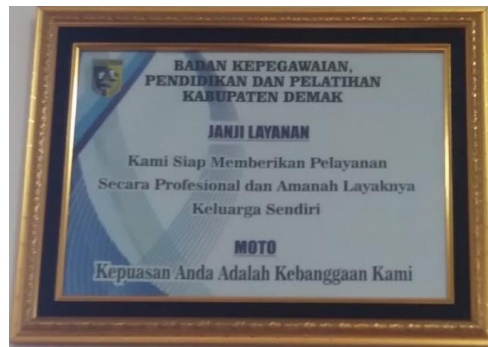 BADAN KEPEGAWAIAN,
PENDIDIKAN DAN PELATIHAN
KABUPATEN DEMAK
JANJI LAYANAN
Kami Siap Memberikan Pelayanan
Secara Profesional dan Amanah Layaknya
Keluarga Sendiri
MOTO
Kepuasan Anda Adalah Kebanggaan Kami